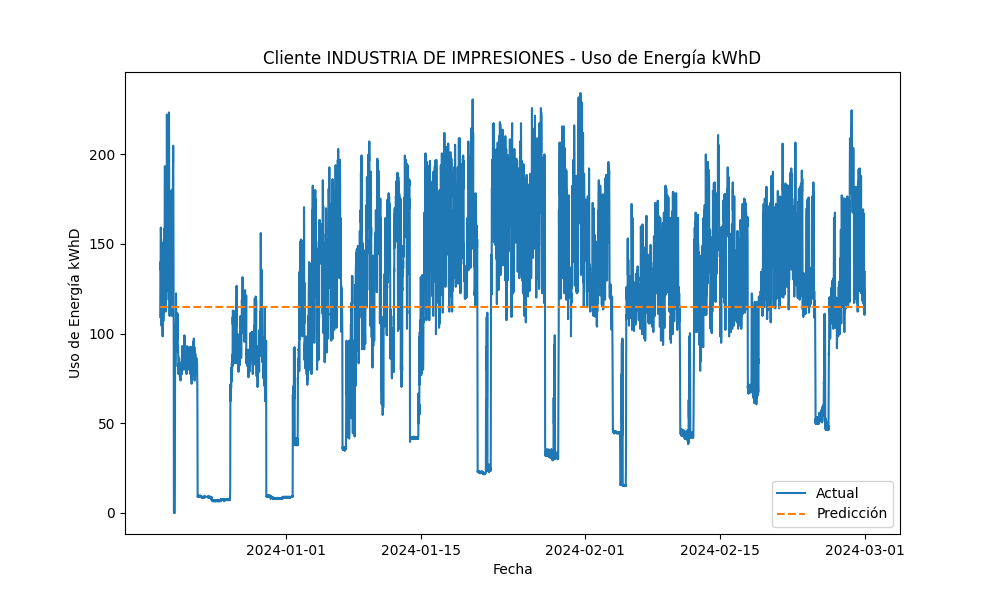 Cliente INDUSTRIA DE IMPRESIONES - Uso de Energía kWhD
Uso de Energía kWhD
200
150
100
50
0
Actual
Predicción
2024-01-01
2024-01-15
2024-02-01
2024-02-15
2024-03-01
Fecha